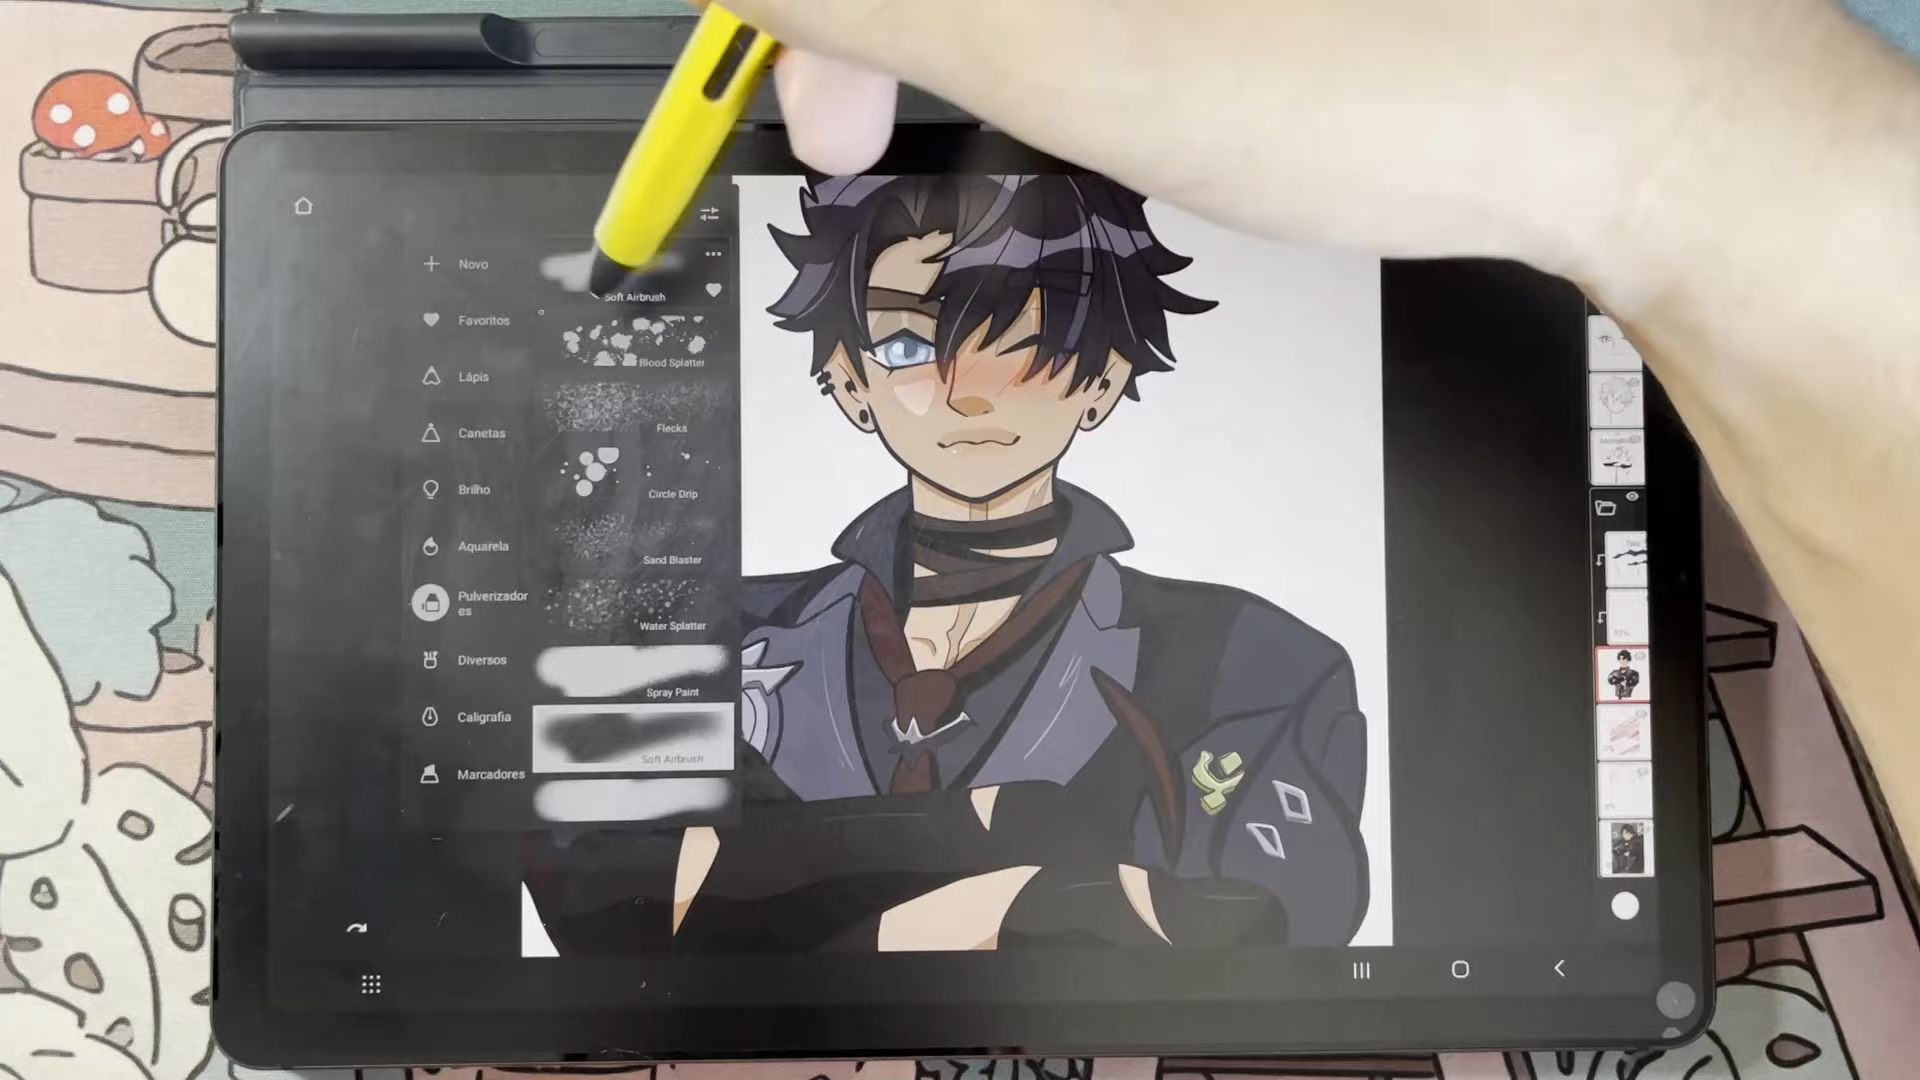 Novo
Favoritos
Lápis
Canetas
Brilho
Aquarela
Pulverizador
es
Diversos
Caligrafia
Marcadores
Soft Airbrush
Blood Splatter
Flecks
Circle Drip
Sand Blaster
Water Splatter
Spray Paint
Soft Airbrush